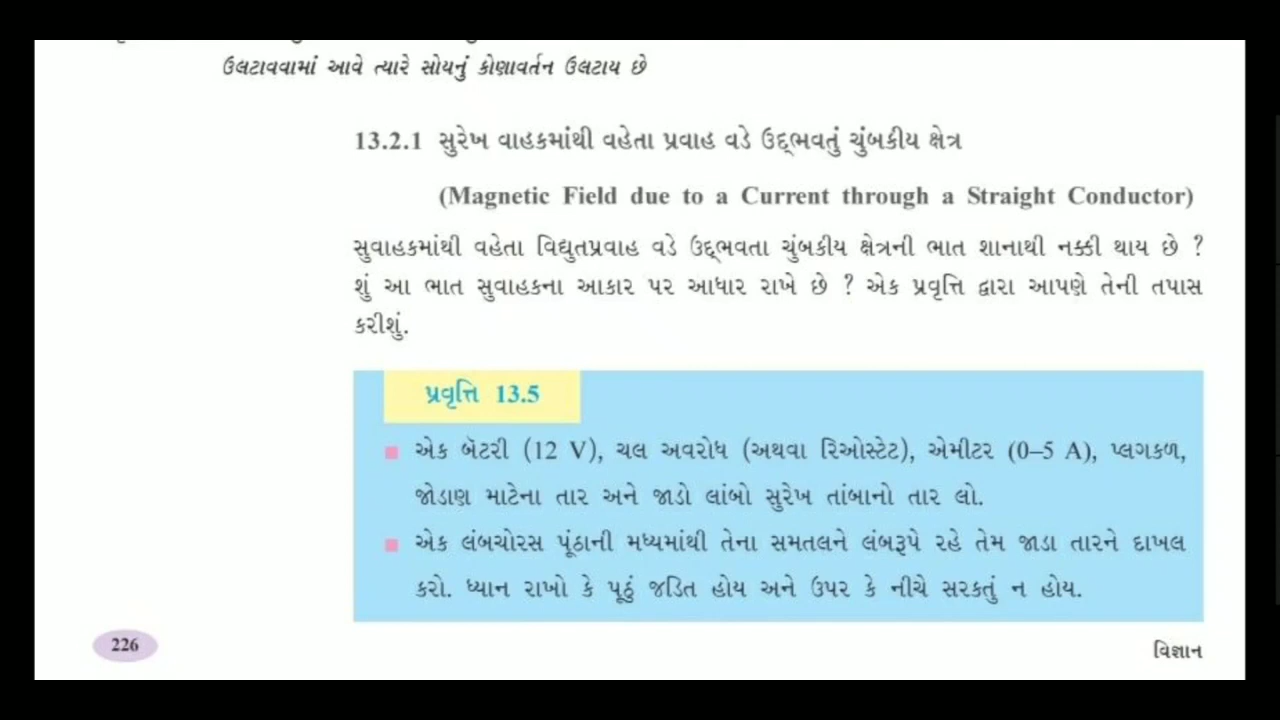 ઉલટાવવામાં આવે ત્યારે સોયનું કોણાવર્તન ઉલટાય છે
13.2.1 સુરેખ વાહકમાંથી વહેતા પ્રવાહ વડે ઉદ્ભવતું ચુંબકીય ક્ષેત્ર
(Magnetic Field due to a Current through a Straight Conductor)
સુવાહકમાંથી વહેતા વિદ્યુતપ્રવાહ વડે ઉદ્ભવતા ચુંબકીય ક્ષેત્રની ભાત શાનાથી નક્કી થાય છે ?
શું આ ભાત સુવાહકના આકાર પર આધાર રાખે છે ? એક પ્રવૃત્તિ દ્વારા આપણે તેની તપાસ
કરીશું.
પ્રવૃત્તિ 13.5
■ એક બૅટરી (12 V), ચલ અવરોધ (અથવા રિઓસ્ટેટ), એમીટર (0–5 A), પ્લગકળ,
જોડાણ માટેના તાર અને જાડો લાંબો સુરેખ તાંબાનો તાર લો.
■ એક લંબચોરસ પૂંઠાની મધ્યમાંથી તેના સમતલને લંબરૂપે રહે તેમ જાડા તારને દાખલ
કરો. ધ્યાન રાખો કે પૂઠું જડિત હોય અને ઉપર કે નીચે સરકતું ન હોય.
226
વિજ્ઞાન